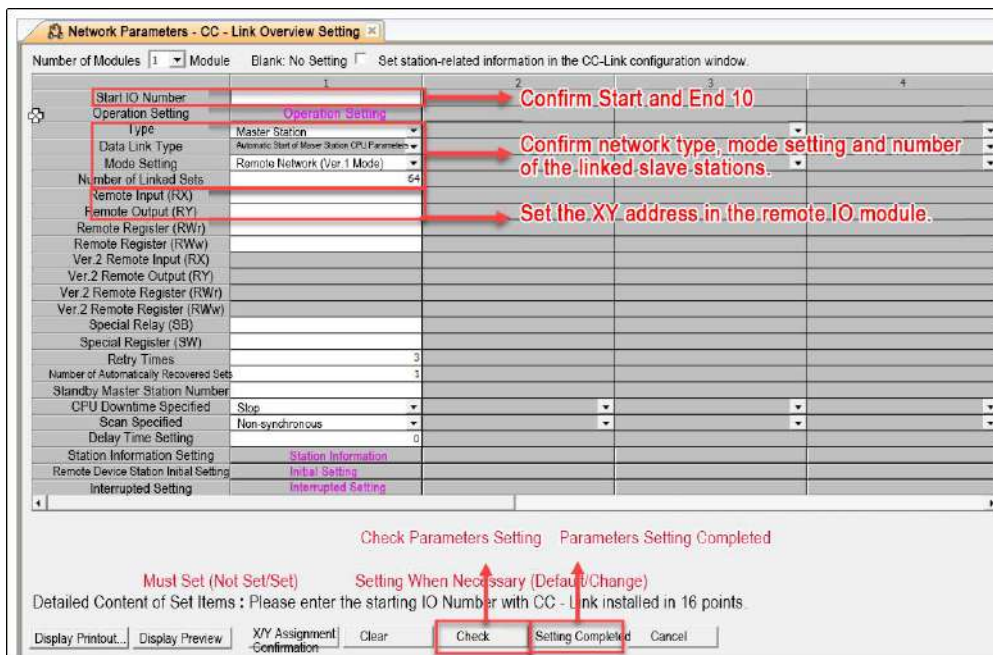 Network Parameters - CC - Link Overview Setting
Number of Modules 1 Module Blank: No Setting Set station-related information in the CC-Link configuration window.
1 2 3 4
Start IO Number
Confirm Start and End 10
Operation Setting Operation Setting
Type Master Station
Data Link Type Automatic Start of Maser Station CPU Parameters
Confirm network type, mode setting and number
of the linked slave stations.
Mode Setting Remote Network (Ver.1 Mode)
Number of Linked Sets 64
Remote Input (RX)
Remote Output (RY)
Set the XY address in the remote IO module.
Remote Register (RWr)
Remote Register (RWw)
Ver.2 Remote Input (RX)
Ver.2 Remote Output (RY)
Ver.2 Remote Register (RWr)
Ver.2 Remote Register (RWw)
Special Relay (SB)
Special Register (SW)
Retry Times 3
Number of Automatically Recovered Sets 1
Standby Master Station Number
CPU Downtime Specified Stop
Scan Specified Non-synchronous
Delay Time Setting 0
Station Information Setting Station Information
Remote Device Station Initial Setting Initial Setting
Interrupted Setting Interrupted Setting
Check Parameters Setting Parameters Setting Completed
Must Set (Not Set/Set) Setting When Necessary (Default/Change)
Detailed Content of Set Items : Please enter the starting IO Number with CC - Link installed in 16 points.
Display Printout... Display Preview X/Y Assignment Confirmation Clear Check Setting Completed Cancel